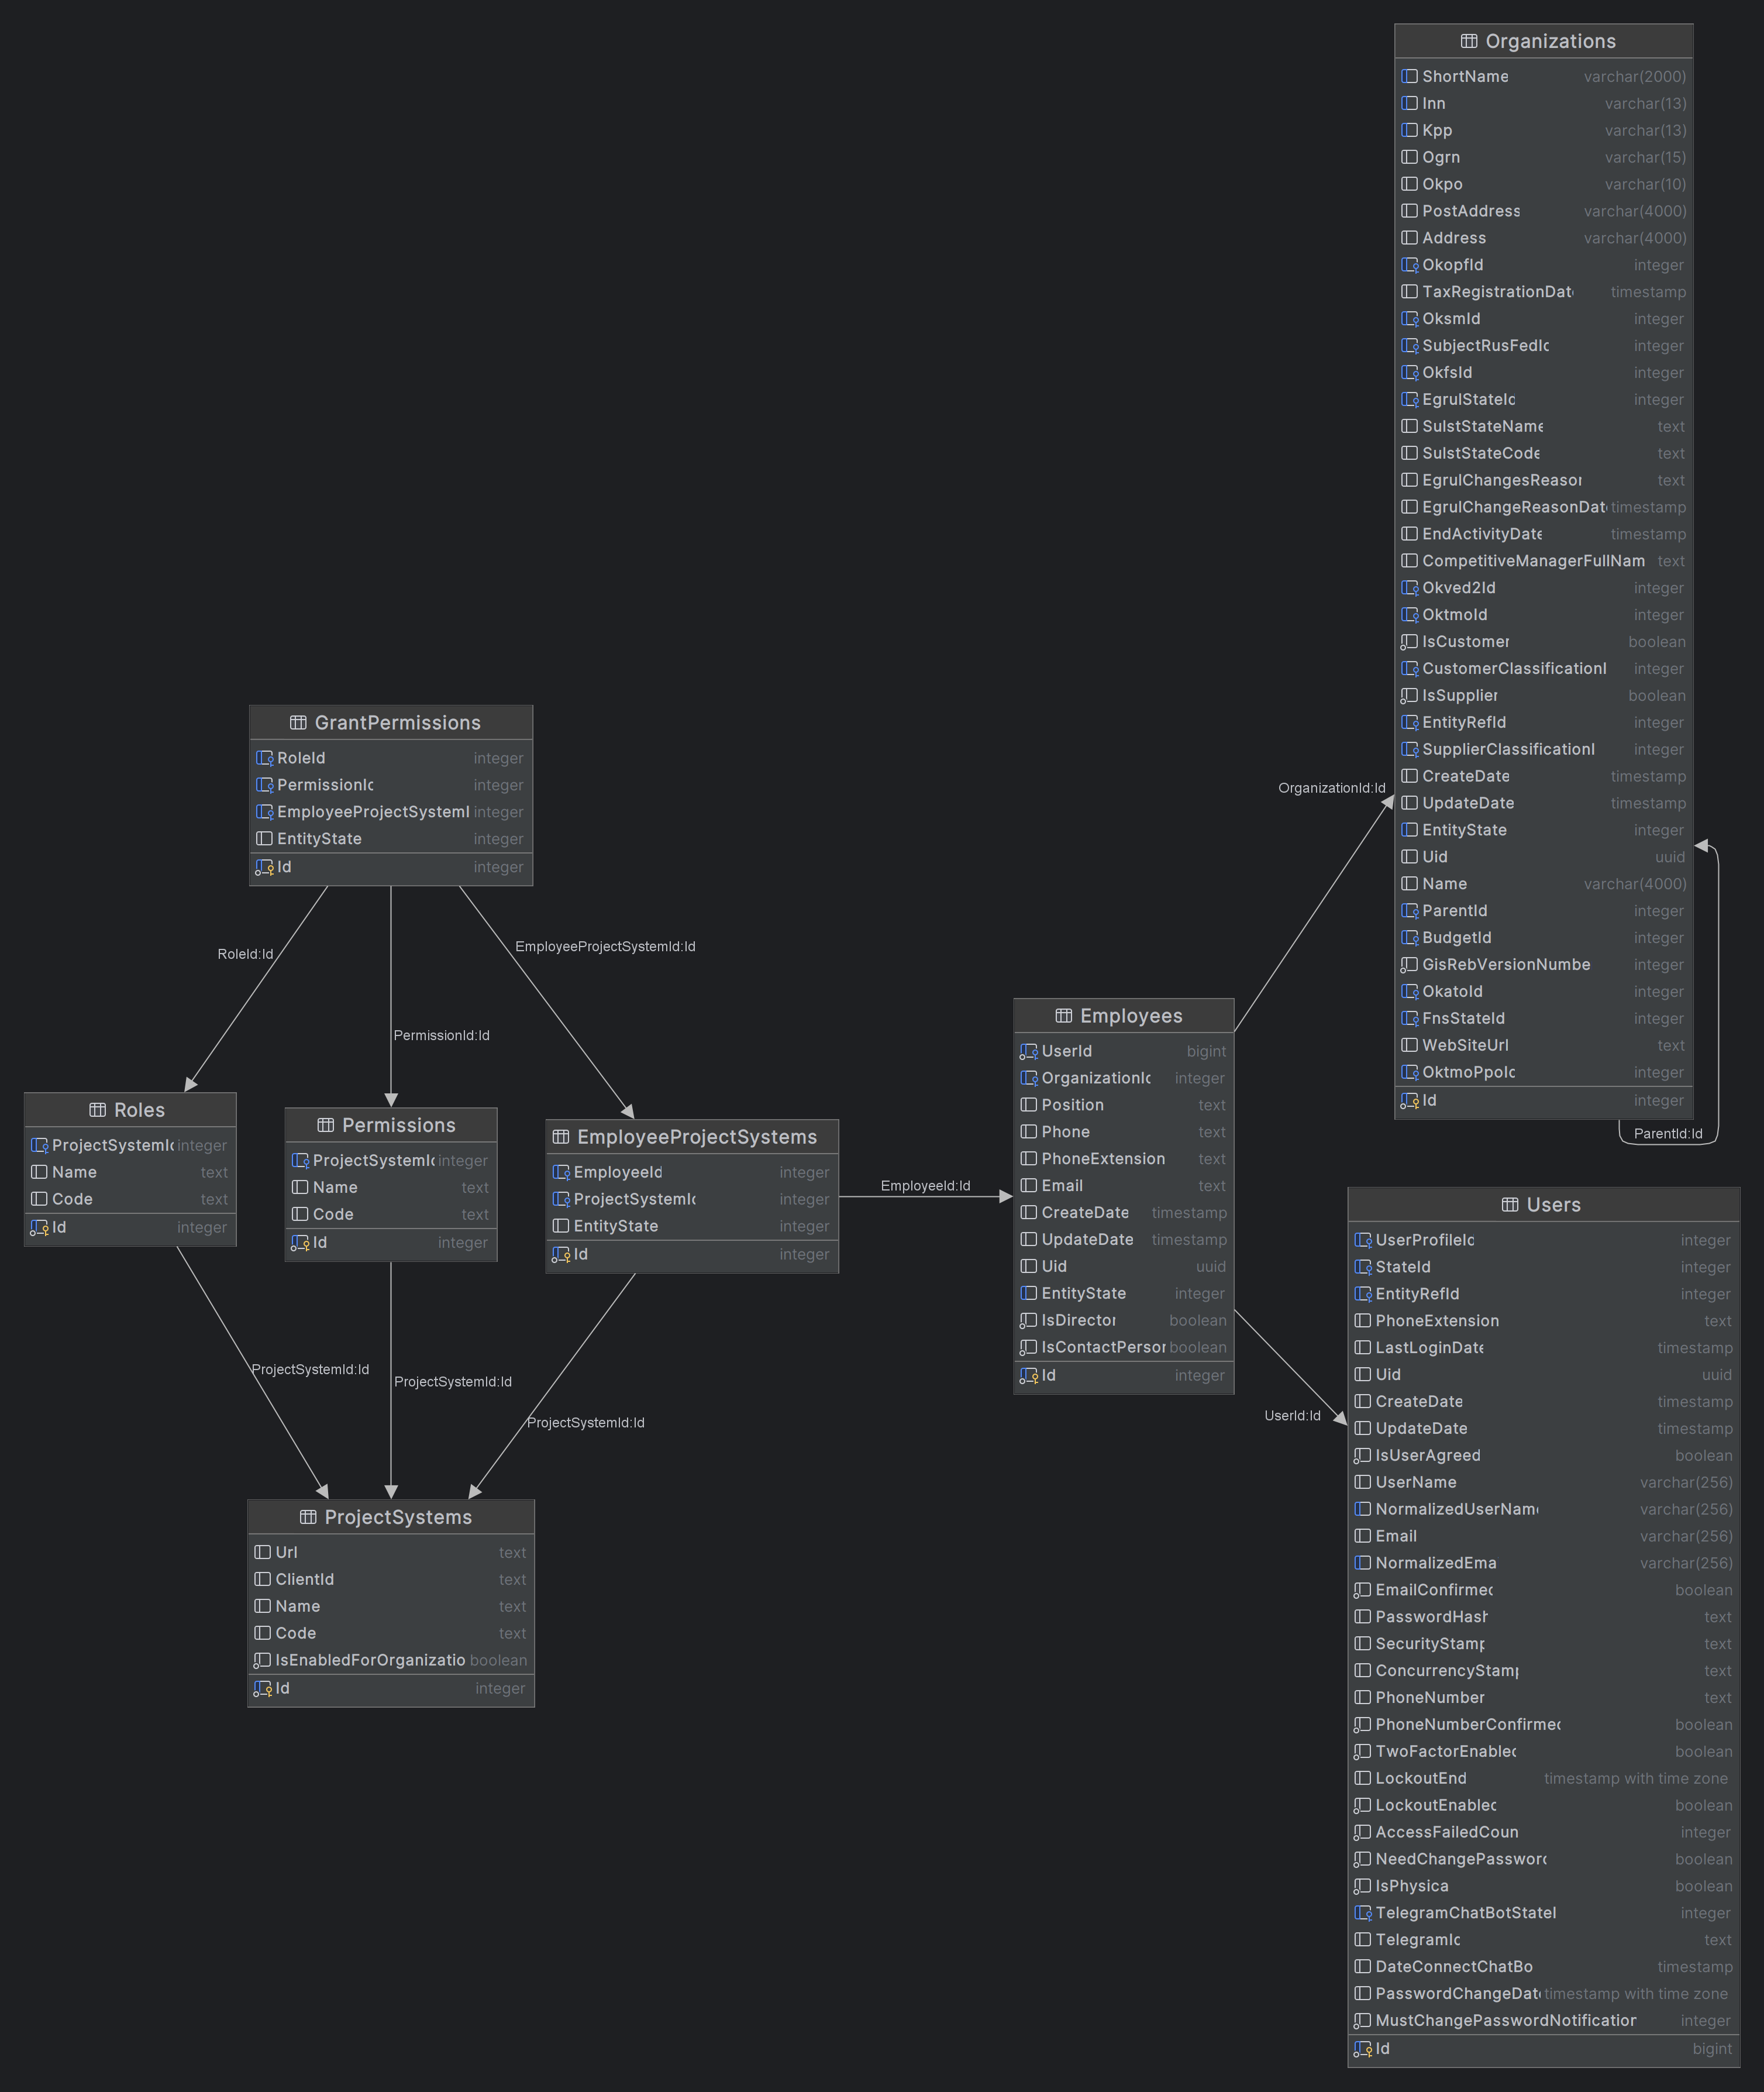 Organizations
ShortName varchar(2000)
Inn varchar(13)
Kpp varchar(13)
Ogrn varchar(15)
Okpo varchar(10)
PostAddress varchar(4000)
Address varchar(4000)
OkopfId integer
TaxRegistrationDat timestamp
OksmId integer
SubjectRusFedIc integer
OkfsId integer
EgrulStateIc integer
SulstStateName text
SulstStateCode text
EgrulChangesReasor text
EgrulChangeReasonDat timestamp
EndActivityDate timestamp
CompetitiveManagerFullNam text
Okved2Id integer
OktmoId integer
IsCustomer boolean
CustomerClassificationI integer
IsSupplier boolean
EntityRefId integer
SupplierClassificationI integer
CreateDate timestamp
UpdateDate timestamp
EntityState integer
Uid uuid
Name varchar(4000)
ParentId integer
BudgetId integer
GisRebVersionNumbe integer
OkatoId integer
FnsStateId integer
WebSiteUrl text
OktmoPpoIc integer
Id integer
ParentId:Id
OrganizationId:Id
GrantPermissions
RoleId integer
PermissionIc integer
EmployeeProjectSystemI integer
EntityState integer
Id integer
RoleId:Id
PermissionId:Id
EmployeeProjectSystemId:Id
Roles
ProjectSystemIc integer
Name text
Code text
Id integer
Permissions
ProjectSystemIc integer
Name text
Code text
Id integer
EmployeeProjectSystems
EmployeeId integer
ProjectSystemIc integer
EntityState integer
Id integer
EmployeeId:Id
Employees
UserId bigint
OrganizationIc integer
Position text
Phone text
PhoneExtension text
Email text
CreateDate timestamp
UpdateDate timestamp
Uid uuid
EntityState integer
IsDirector boolean
IsContactPersor boolean
Id integer
UserId:Id
ProjectSystemId:Id
ProjectSystemId:Id
ProjectSystemId:Id
ProjectSystems
Url text
ClientId text
Name text
Code text
IsEnabledForOrganizatio boolean
Id integer
Users
UserProfileIc integer
StateId integer
EntityRefId integer
PhoneExtension text
LastLoginDate timestamp
Uid uuid
CreateDate timestamp
UpdateDate timestamp
IsUserAgreed boolean
UserName varchar(256)
NormalizedUserName varchar(256)
Email varchar(256)
NormalizedEma varchar(256)
EmailConfirmec boolean
PasswordHash text
SecurityStamp text
ConcurrencyStamp text
PhoneNumber text
PhoneNumberConfirmec boolean
TwoFactorEnablec boolean
LockoutEnd timestamp with time zone
LockoutEnablec boolean
AccessFailedCoun integer
NeedChangePassworc boolean
IsPhysica boolean
TelegramChatBotStateI integer
TelegramIc text
DateConnectChatBo timestamp
PasswordChangeDat timestamp with time zone
MustChangePasswordNotificatior integer
Id bigint